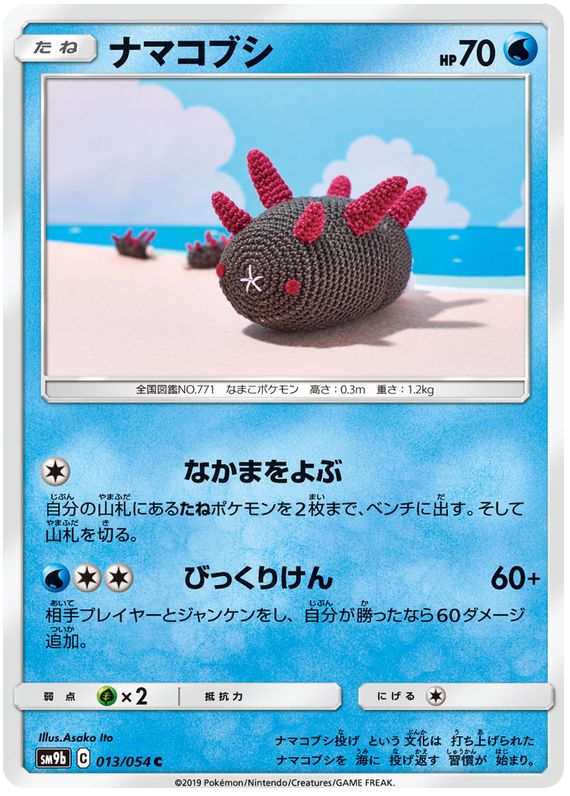 たね ナマコブシ HP70
全国図鑑NO.771 なまこポケモン 高さ:0.3m 重さ:1.2kg
なかまをよぶ
自分の山札にあるたねポケモンを2枚まで、ベンチに出す。そして
山札を切る。
びっくりけん 60+
相手プレイヤーとジャンケンをし、自分が勝ったなら60ダメージ
追加。
弱点 ×2 抵抗力 にげる
Illus.Asako Ito
sm9b C 013/054 C
ナマコブシ投げ という 文化は 打ち上げられた
ナマコブシを 海に 投げ返す 習慣が 始まり。
©2019 Pokémon/Nintendo/Creatures/GAME FREAK.